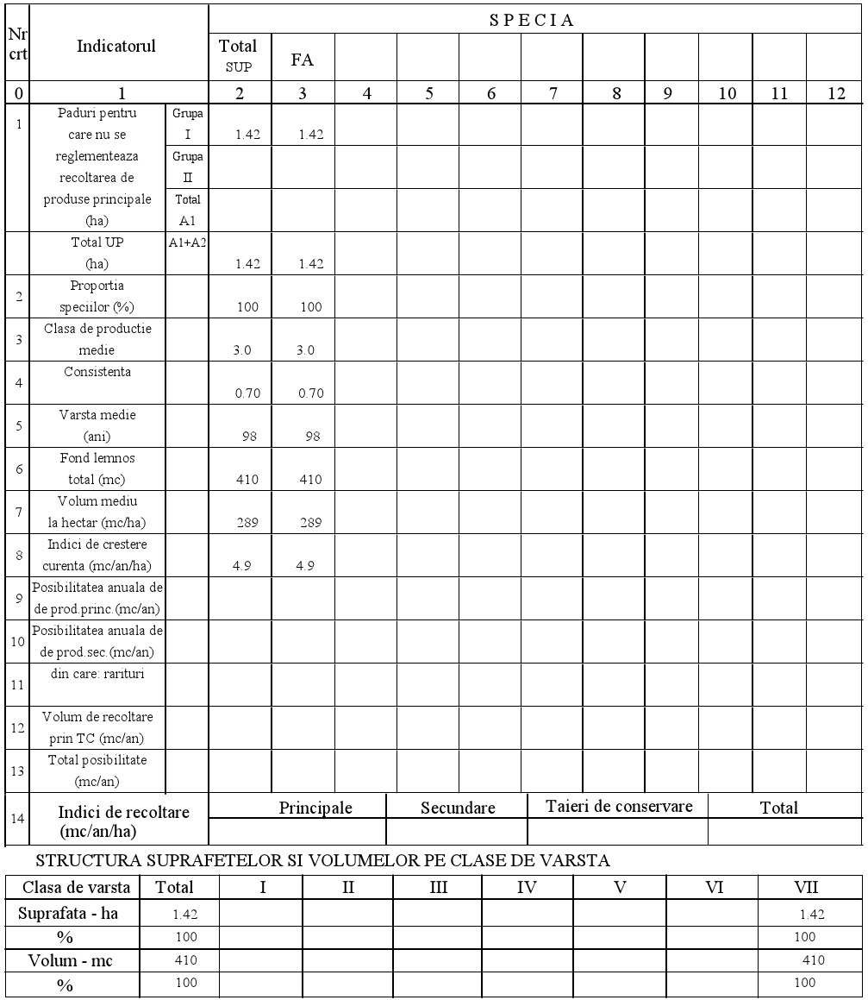 Nr crt Indicatorul S P E C I A
Total SUP FA
0 1 2 3 4 5 6 7 8 9 10 11 12
1 Paduri pentru Grupa
care nu se I 1.42 1.42
reglementeaza Grupa
recoltarea de II
produse principale Total
(ha) A1
Total UP A1+A2
(ha) 1.42 1.42
2 Proportia
speciilor (%) 100 100
3 Clasa de productie
medie 3.0 3.0
4 Consistenta
0.70 0.70
5 Varsta medie
(ani) 98 98
6 Fond lemnos
total (mc) 410 410
7 Volum mediu
la hectar (mc/ha) 289 289
8 Indici de crestere
curenta (mc/an/ha) 4.9 4.9
9 Posibilitatea anuala de
de prod.princ.(mc/an)
10 Posibilitatea anuala de
de prod.sec.(mc/an)
11 din care: rarituri
12 Volum de recoltare
prin TC (mc/an)
13 Total posibilitate
(mc/an)
14 Indici de recoltare Principale Secundare Taieri de conservare Total
(mc/an/ha)
STRUCTURA SUPRAFETELOR SI VOLUMELOR PE CLASE DE VARSTA
Clasa de varsta Total I II III IV V VI VII
Suprafata - ha 1.42 1.42
% 100 100
Volum - mc 410 410
% 100 100